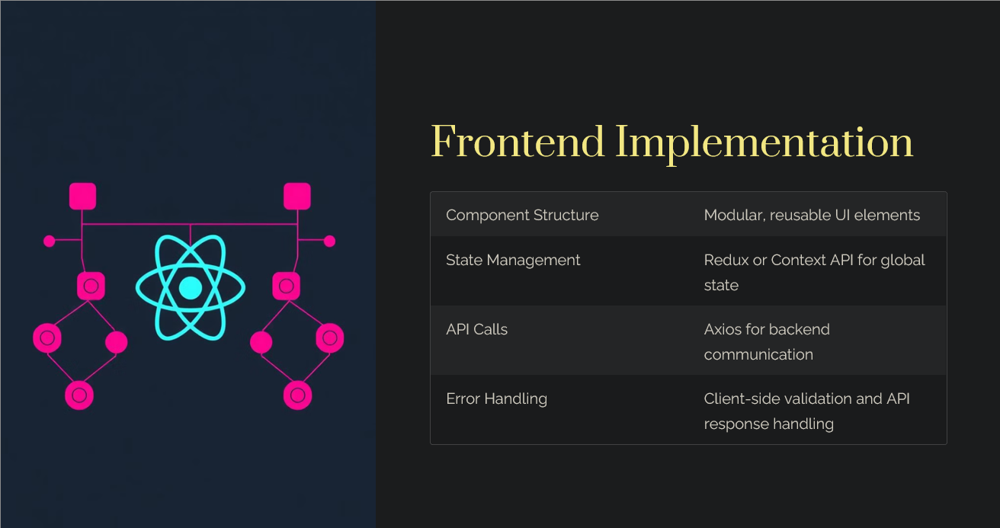 Frontend Implementation
Component Structure
Modular, reusable UI elements
State Management
Redux or Context API for global
state
API Calls
Axios for backend
communication
Error Handling
Client-side validation and API
response handling